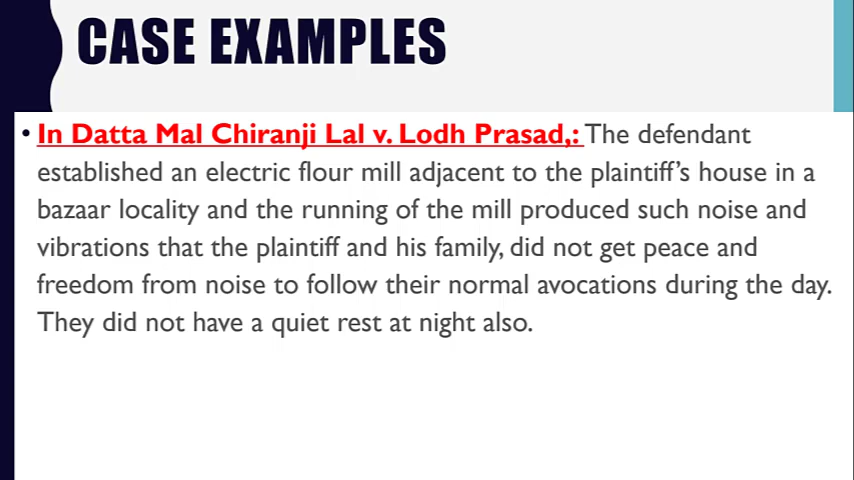 CASE EXAMPLES
• In Datta Mal Chiranji Lal v. Lodh Prasad,: The defendant
established an electric flour mill adjacent to the plaintiff’s house in a
bazaar locality and the running of the mill produced such noise and
vibrations that the plaintiff and his family, did not get peace and
freedom from noise to follow their normal avocations during the day.
They did not have a quiet rest at night also.